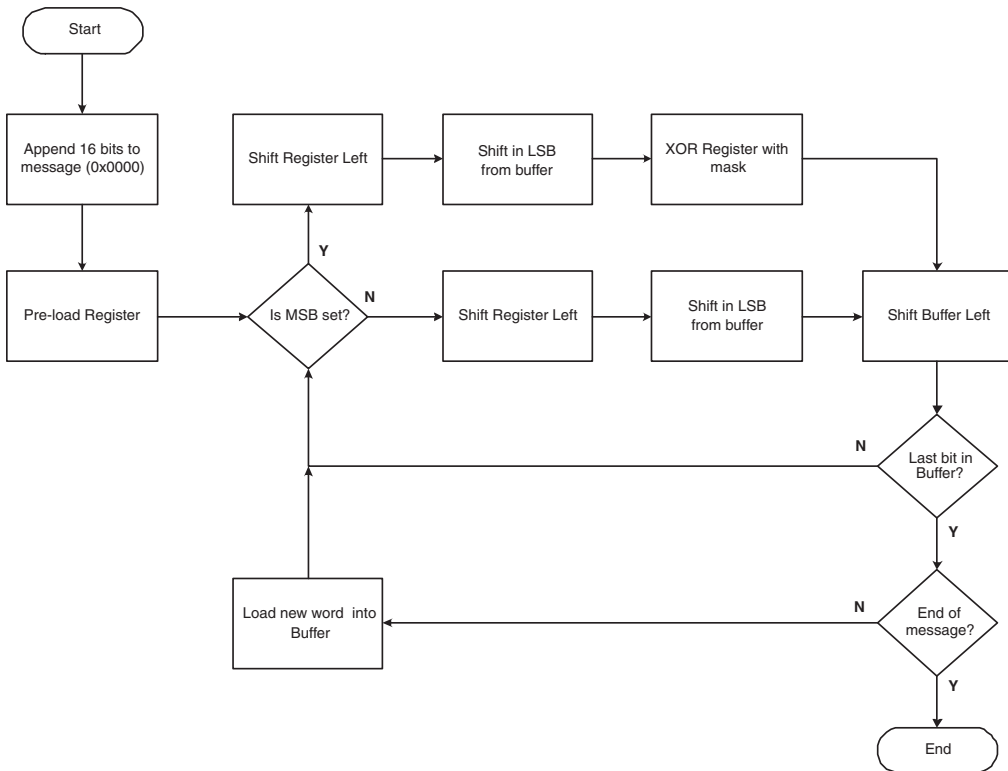 Start
Append 16 bits to
message (0x0000)
Shift Register Left
Shift in LSB
from buffer
XOR Register with
mask
Y
Pre-load Register
Is MSB set?
N
Shift Register Left
Shift in LSB
from buffer
Shift Buffer Left
N
Last bit in
Buffer?
Y
Load new word into
Buffer
N
End of
message?
Y
End